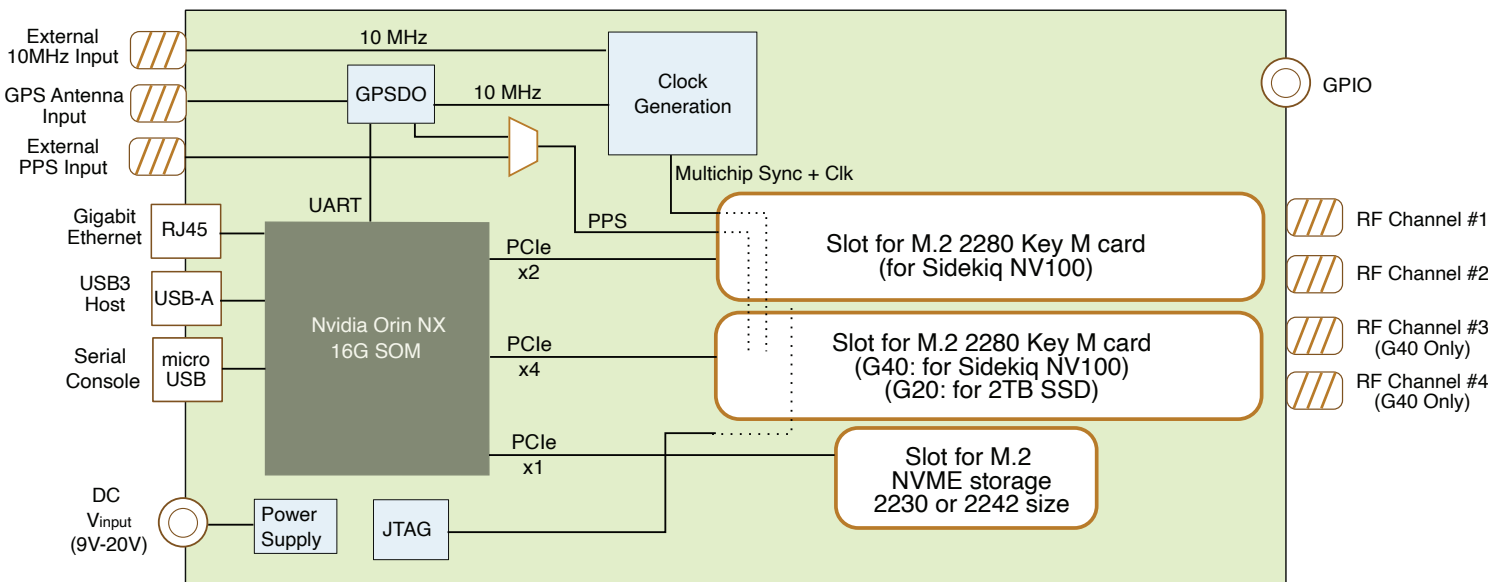 External
10MHz Input
10 MHz
GPS Antenna
Input
GPSDO
10 MHz
Clock
Generation
External
PPS Input
GPIO
Multichip Sync + Clk
UART
PPS
Gigabit
Ethernet
RJ45
USB3
Host
USB-A
Serial
Console
micro
USB
Nvidia Orin NX
16G SOM
PCIe
x2
PCIe
x4
PCIe
x1
Slot for M.2 2280 Key M card
(for Sidekiq NV100)
Slot for M.2 2280 Key M card
(G40: for Sidekiq NV100)
(G20: for 2TB SSD)
Slot for M.2
NVME storage
2230 or 2242 size
RF Channel #1
RF Channel #2
RF Channel #3
(G40 Only)
RF Channel #4
(G40 Only)
DC
Vinput
(9V-20V)
Power
Supply
JTAG